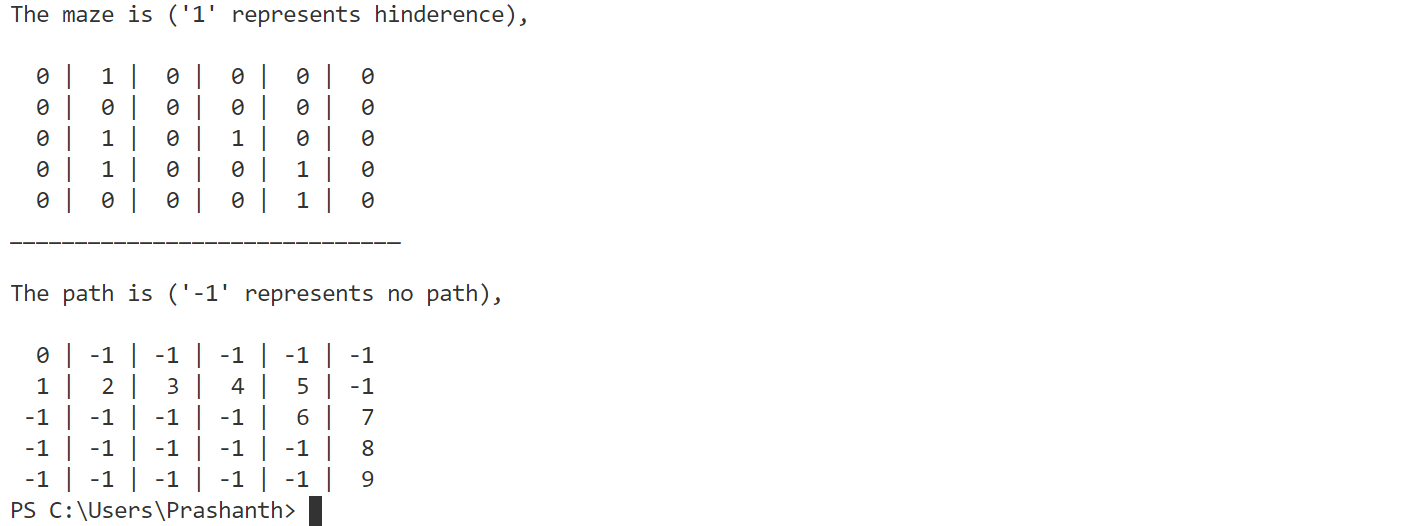 The maze is ('1' represents hinderence),
0 | 1 | 0 | 0 | 0 | 0
0 | 0 | 0 | 0 | 0 | 0
0 | 1 | 0 | 1 | 0 | 0
0 | 1 | 0 | 0 | 1 | 0
0 | 0 | 0 | 0 | 1 | 0
______________________________
The path is ('-1' represents no path),
0 | -1 | -1 | -1 | -1 | -1
1 | 2 | 3 | 4 | 5 | -1
-1 | -1 | -1 | -1 | 6 | 7
-1 | -1 | -1 | -1 | -1 | 8
-1 | -1 | -1 | -1 | -1 | 9
PS C:\Users\Prashanth>